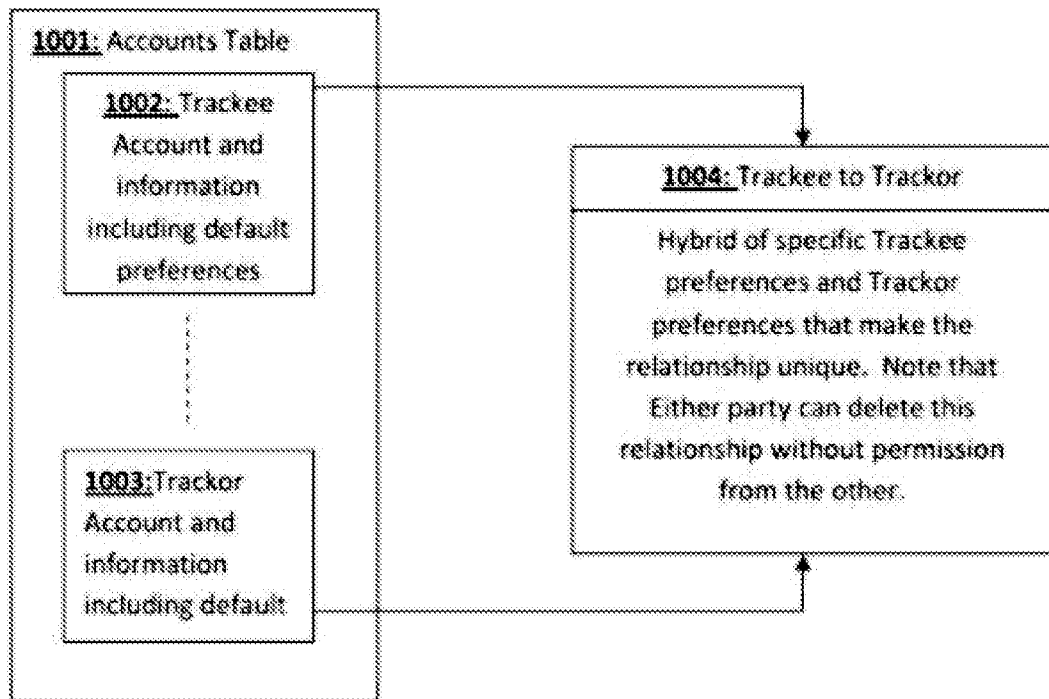 1001: Accounts Table
1002: Trackee
Account and
information
including default
preferences
1003:Trackor
Account and
information
including default
1004: Trackee to Trackor
Hybrid of specific Trackee
preferences and Trackor
preferences that make the
relationship unique. Note that
Either party can delete this
relationship without permission
from the other.